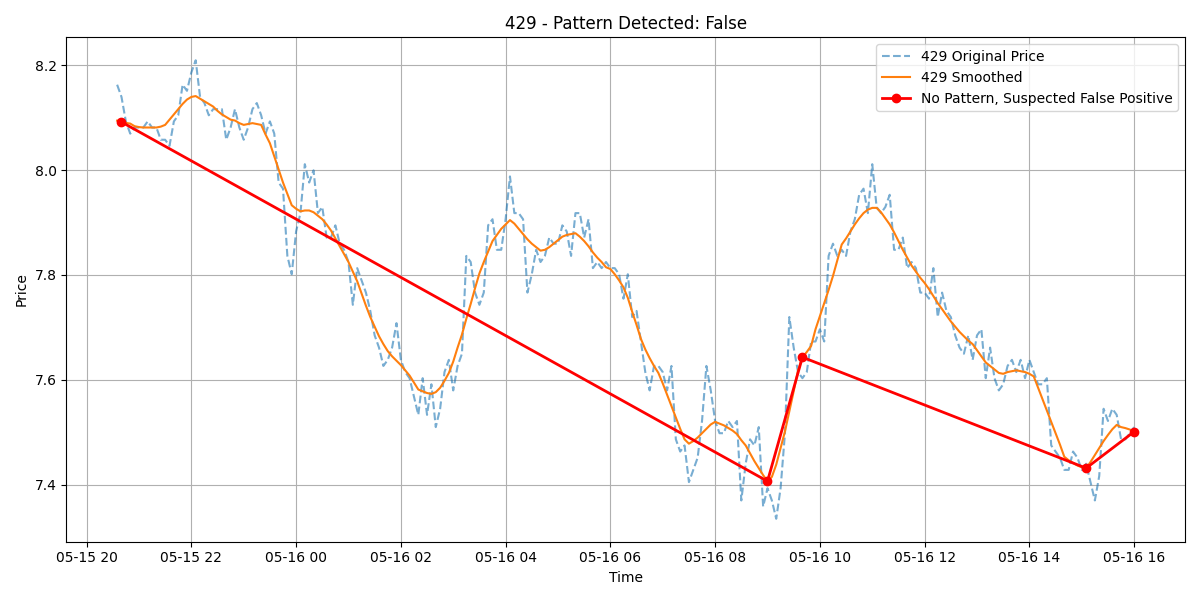 429 - Pattern Detected: False
429 Original Price
429 Smoothed
No Pattern, Suspected False Positive
Price
8.2
8.0
7.8
7.6
7.4
05-15 20 05-15 22 05-16 00 05-16 02 05-16 04 05-16 06 05-16 08 05-16 10 05-16 12 05-16 14 05-16 16
Time